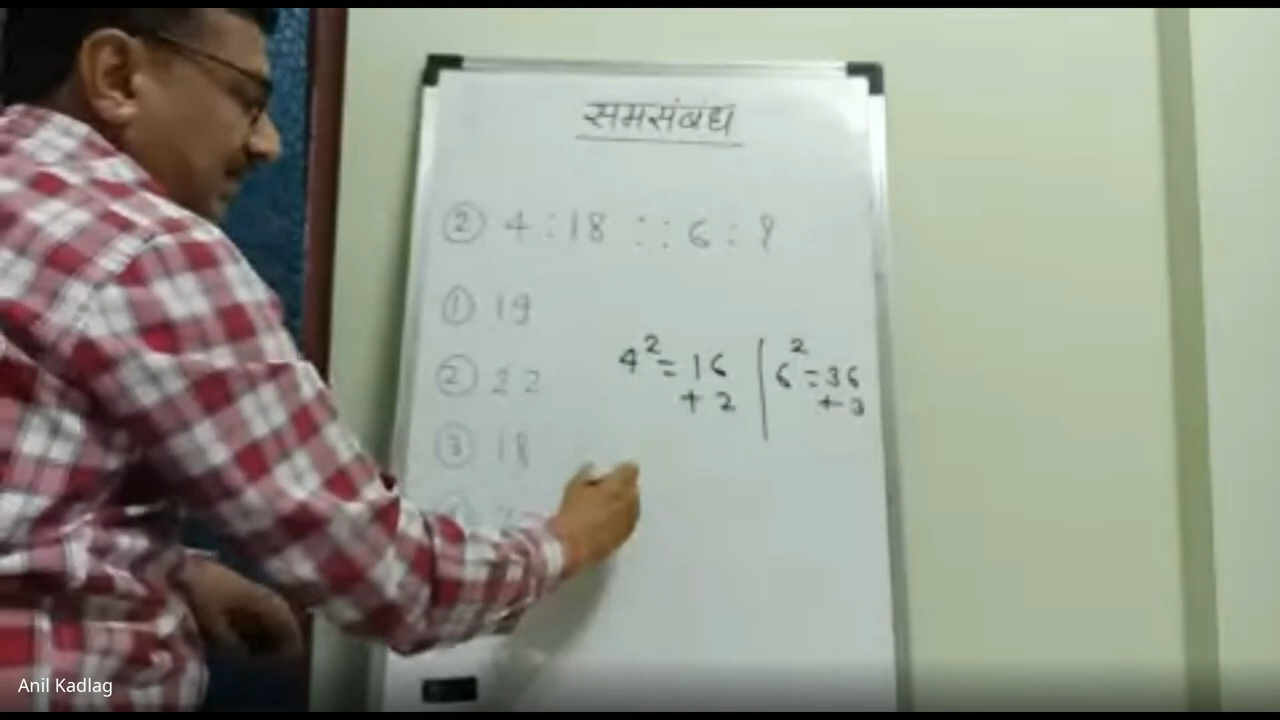 समसंबंध
② 4 : 18 : : 6 : ?
① 19
② 22
③ 18
4² = 16
+ 2
6² = 36
+ 2
Anil Kadlag